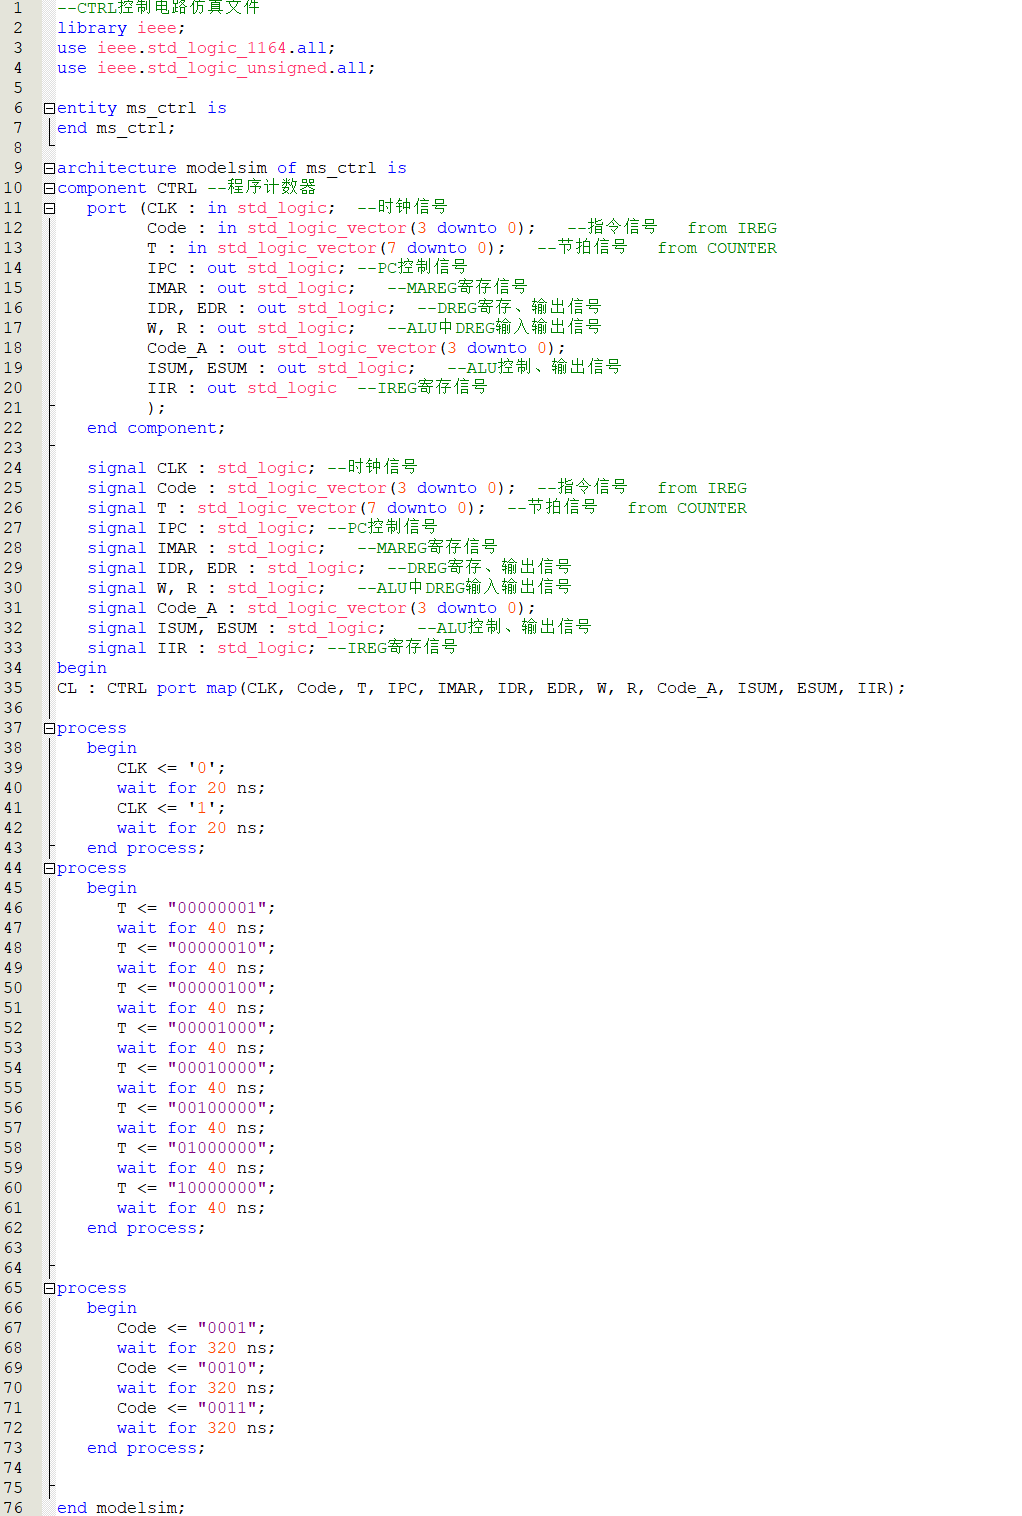 1 --CTRL控制电路仿真文件
2 library ieee;
3 use ieee.std_logic_1164.all;
4 use ieee.std_logic_unsigned.all;
5
6 entity ms_ctrl is
7 end ms_ctrl;
8
9 architecture modelsim of ms_ctrl is
10 component CTRL --程序计数器
11 port (CLK : in std_logic; --时钟信号
12 Code : in std_logic_vector(3 downto 0); --指令信号 from IREG
13 T : in std_logic_vector(7 downto 0); --节拍信号 from COUNTER
14 IPC : out std_logic; --PC控制信号
15 IMAR : out std_logic; --MAREG寄存信号
16 IDR, EDR : out std_logic; --DREG寄存、输出信号
17 W, R : out std_logic; --ALU中DREG输入输出信号
18 Code_A : out std_logic_vector(3 downto 0);
19 ISUM, ESUM : out std_logic; --ALU控制、输出信号
20 IIR : out std_logic --IREG寄存信号
21 );
22 end component;
23
24 signal CLK : std_logic; --时钟信号
25 signal Code : std_logic_vector(3 downto 0); --指令信号 from IREG
26 signal T : std_logic_vector(7 downto 0); --节拍信号 from COUNTER
27 signal IPC : std_logic; --PC控制信号
28 signal IMAR : std_logic; --MAREG寄存信号
29 signal IDR, EDR : std_logic; --DREG寄存、输出信号
30 signal W, R : std_logic; --ALU中DREG输入输出信号
31 signal Code_A : std_logic_vector(3 downto 0);
32 signal ISUM, ESUM : std_logic; --ALU控制、输出信号
33 signal IIR : std_logic; --IREG寄存信号
34 begin
35 CL : CTRL port map(CLK, Code, T, IPC, IMAR, IDR, EDR, W, R, Code_A, ISUM, ESUM, IIR);
36
37 process
38 begin
39 CLK <= '0';
40 wait for 20 ns;
41 CLK <= '1';
42 wait for 20 ns;
43 end process;
44 process
45 begin
46 T <= "00000001";
47 wait for 40 ns;
48 T <= "00000010";
49 wait for 40 ns;
50 T <= "00000100";
51 wait for 40 ns;
52 T <= "00001000";
53 wait for 40 ns;
54 T <= "00010000";
55 wait for 40 ns;
56 T <= "00100000";
57 wait for 40 ns;
58 T <= "01000000";
59 wait for 40 ns;
60 T <= "10000000";
61 wait for 40 ns;
62 end process;
63
64
65 process
66 begin
67 Code <= "0001";
68 wait for 320 ns;
69 Code <= "0010";
70 wait for 320 ns;
71 Code <= "0011";
72 wait for 320 ns;
73 end process;
74
75
76 end modelsim;